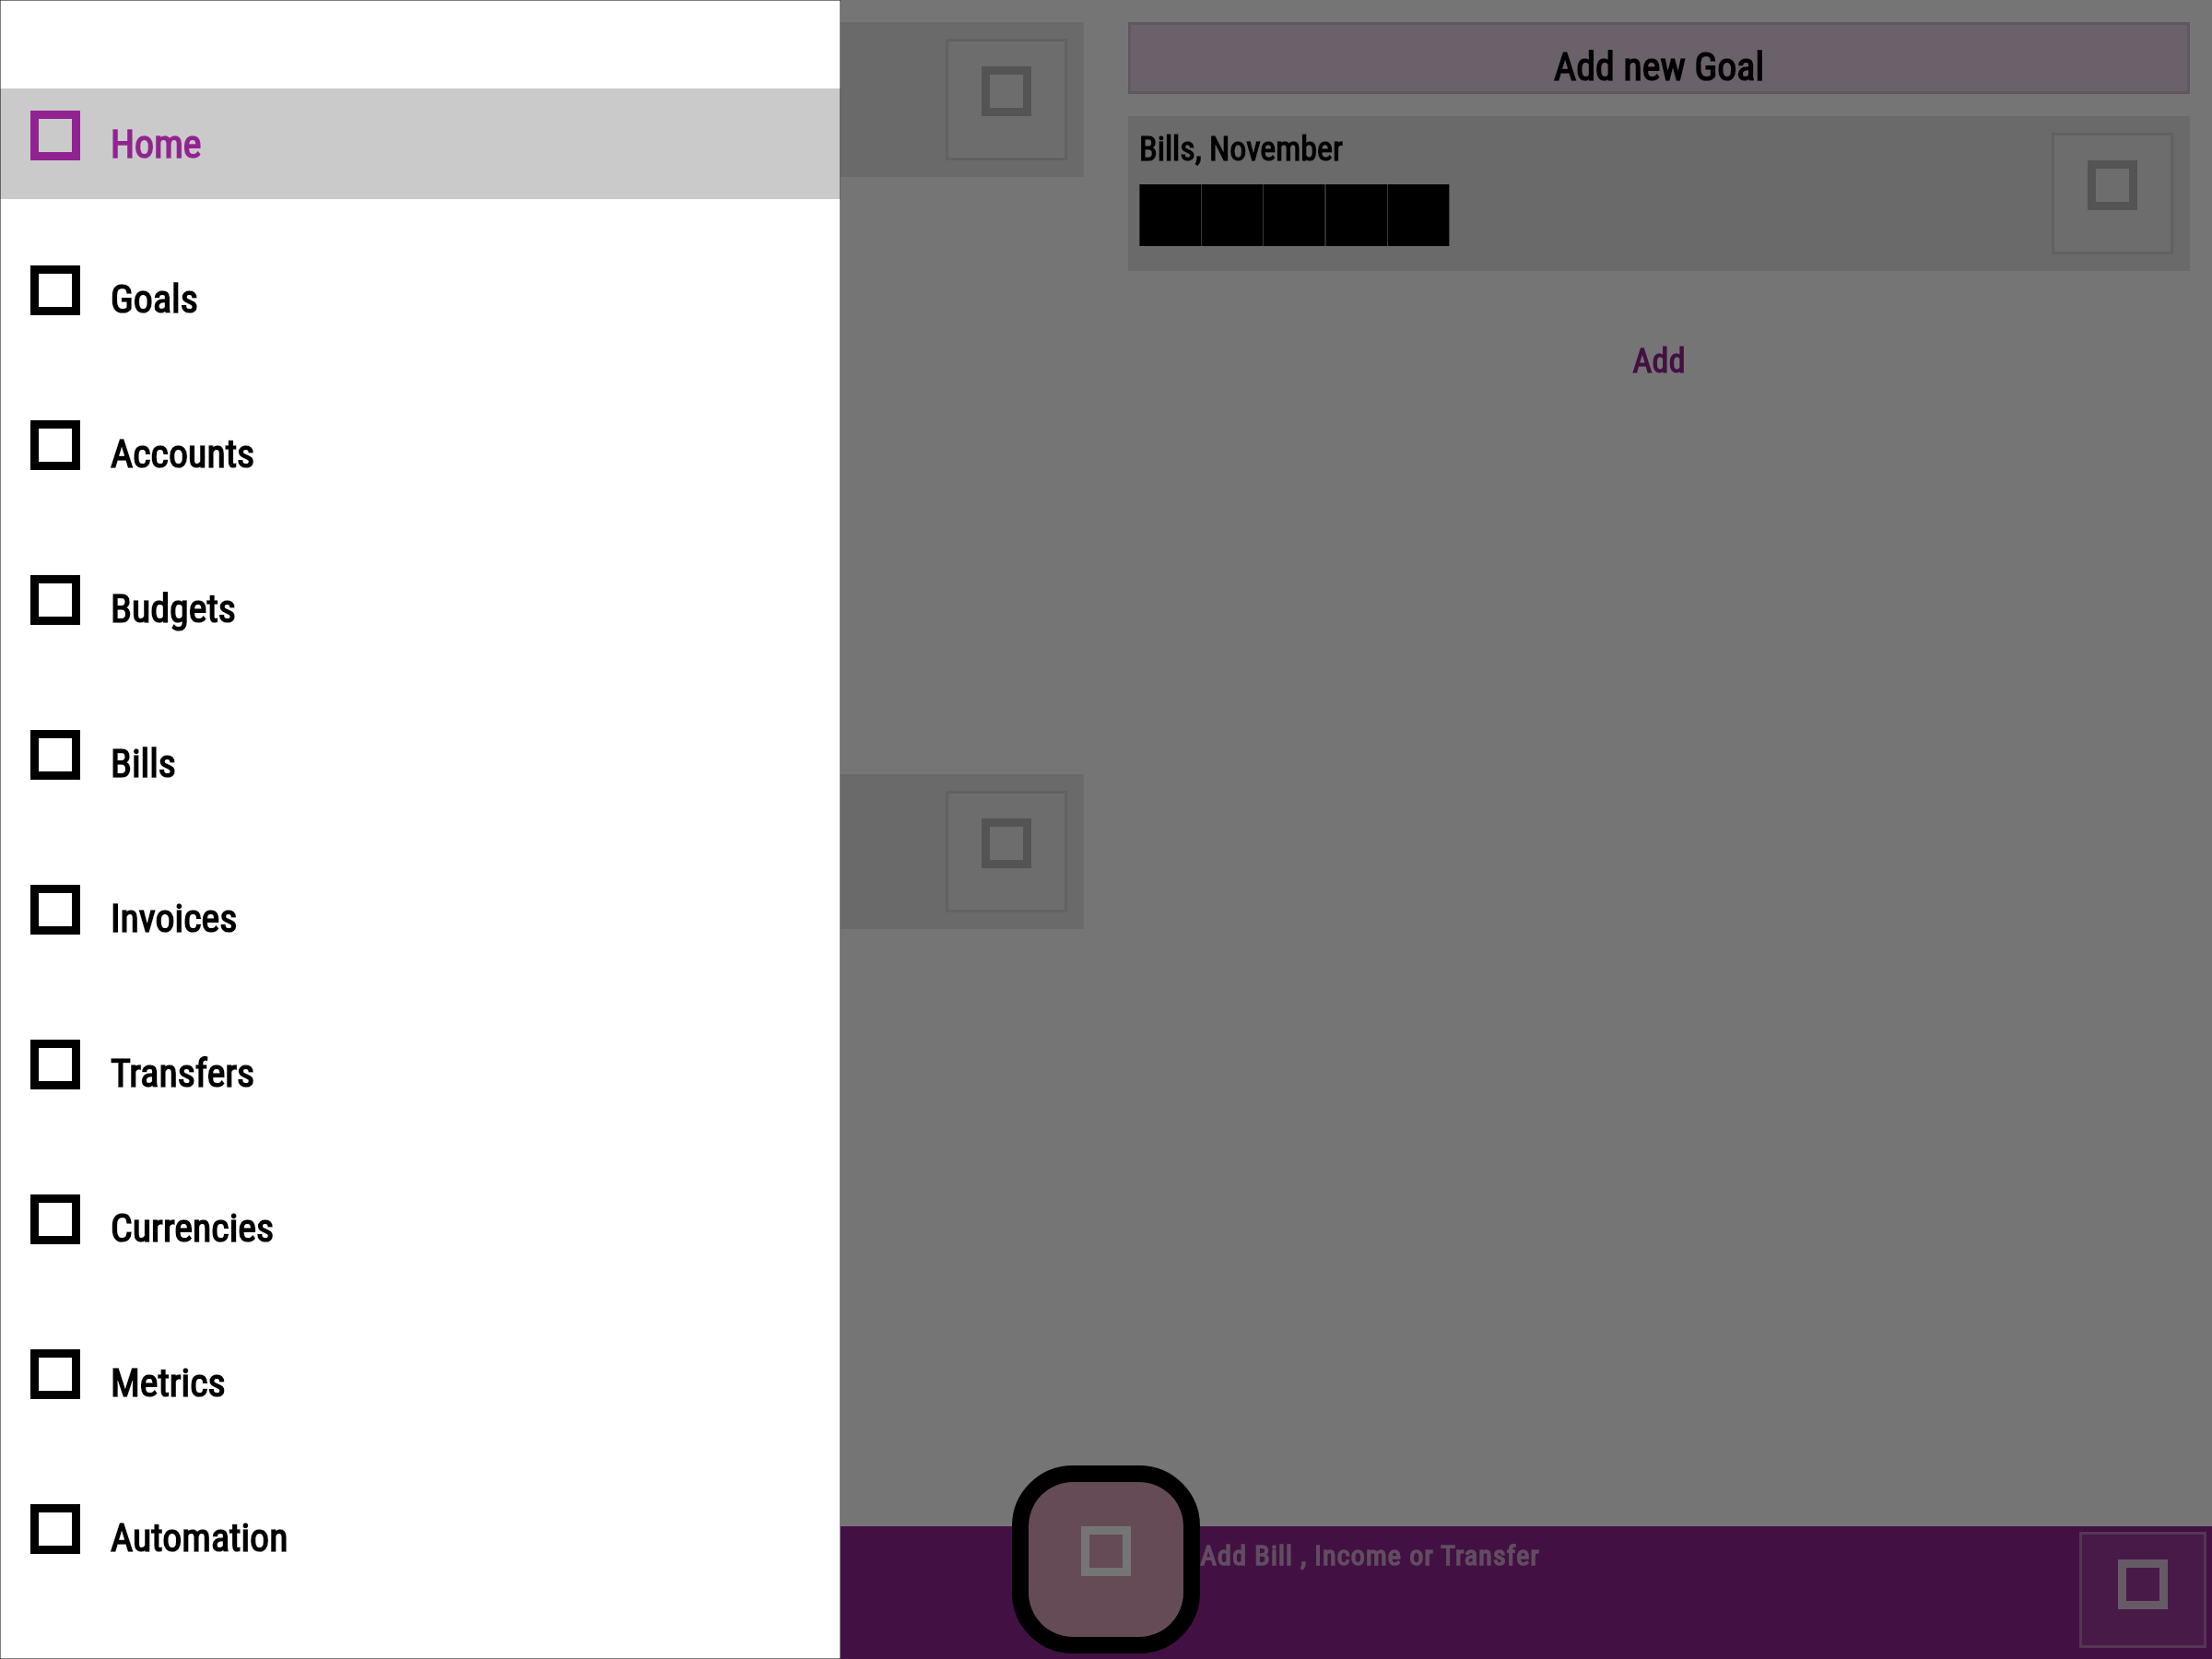 Home
Goals
Accounts
Budgets
Bills
Invoices
Transfers
Currencies
Metrics
Automation
Add new Goal
Bills, November
Add
Add Bill , Income or Transfer